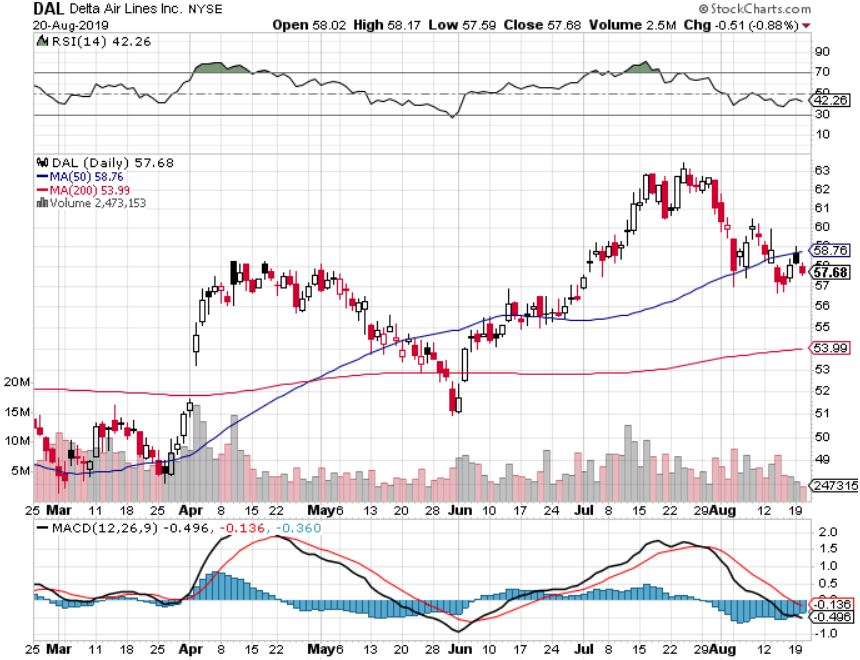 DAL Delta Air Lines Inc. NYSE
© StockCharts.com
20-Aug-2019
Open 58.02 High 58.17 Low 57.59 Close 57.68 Volume 2.5M Chg -0.51 (-0.88%)
RSI(14) 42.26
90
70
50
42.26
30
10
DAL (Daily) 57.68
MA(50) 58.76
MA(200) 53.99
Volume 2,473,153
63
62
61
60
59
58.76
58
57.68
57
56
55
53.99
53
52
51
50
49
20M
15M
10M
5M
247315
25 Mar 11 18 25 Apr 8 15 22 May 6 13 20 28 Jun 10 17 24 Jul 8 15 22 29 Aug 12 19
MACD(12,26,9) -0.496, -0.136, -0.360
2.0
1.5
1.0
0.5
-0.136
-0.496
-1.0
25 Mar 11 18 25 Apr 8 15 22 May 6 13 20 28 Jun 10 17 24 Jul 8 15 22 29 Aug 12 19